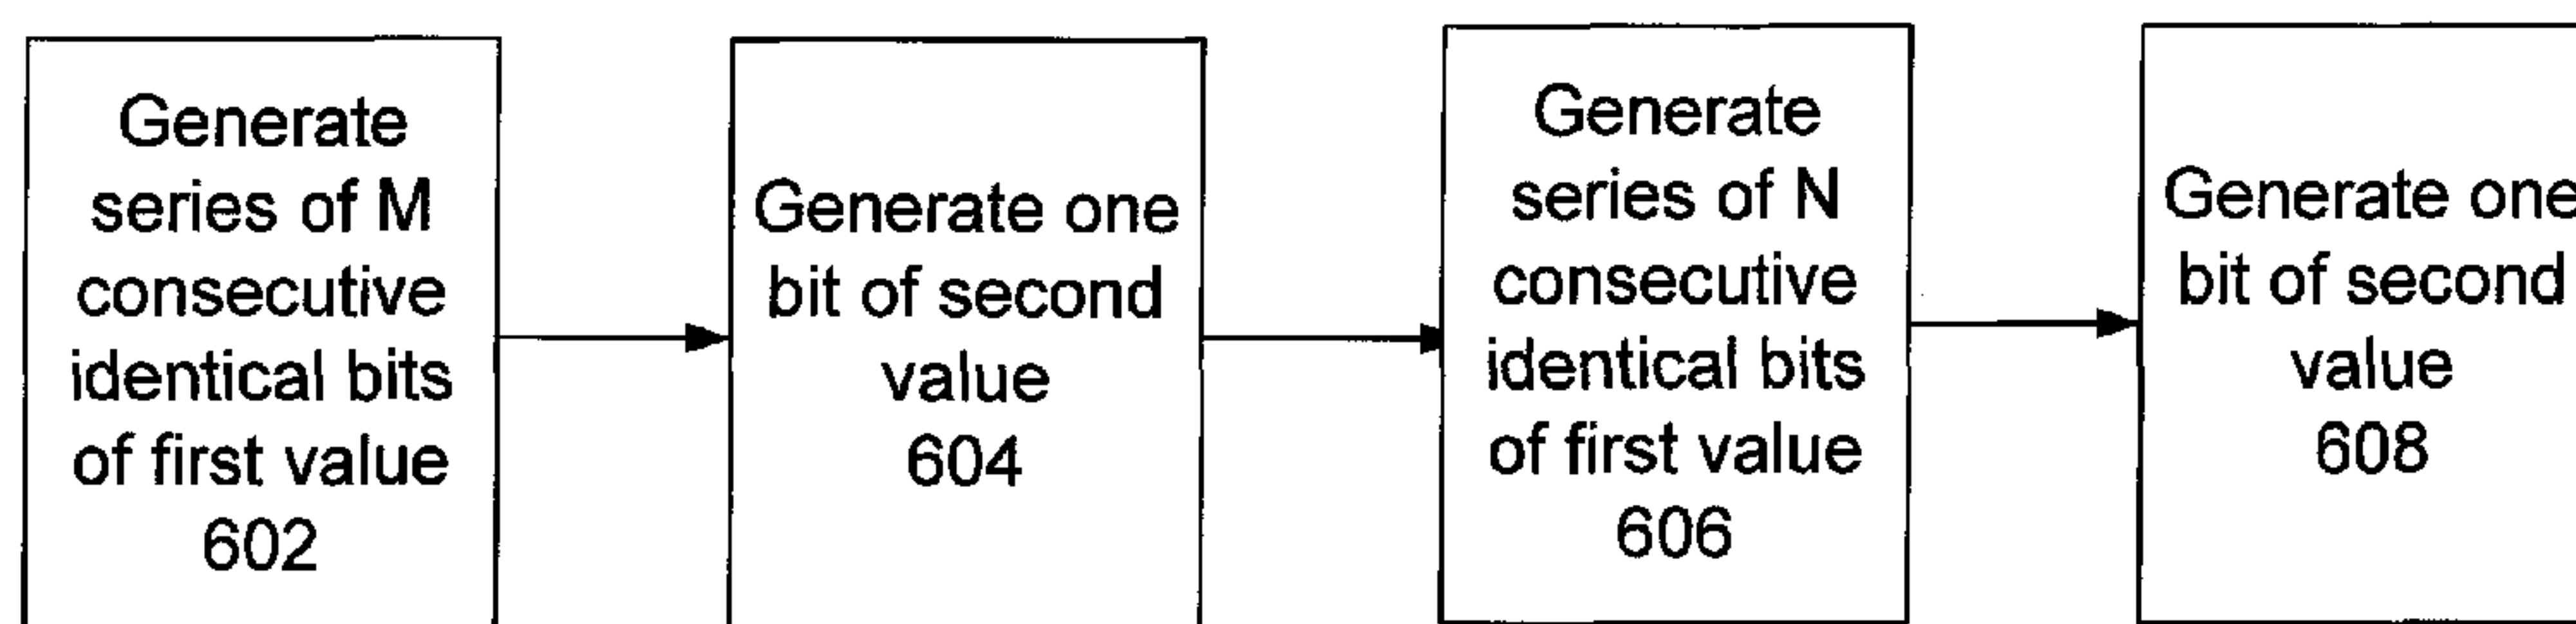 Generate
series of M
consecutive
identical bits
of first value
602
Generate one
bit of second
value
604
Generate
series of N
consecutive
identical bits
of first value
606
Generate one
bit of second
value
608